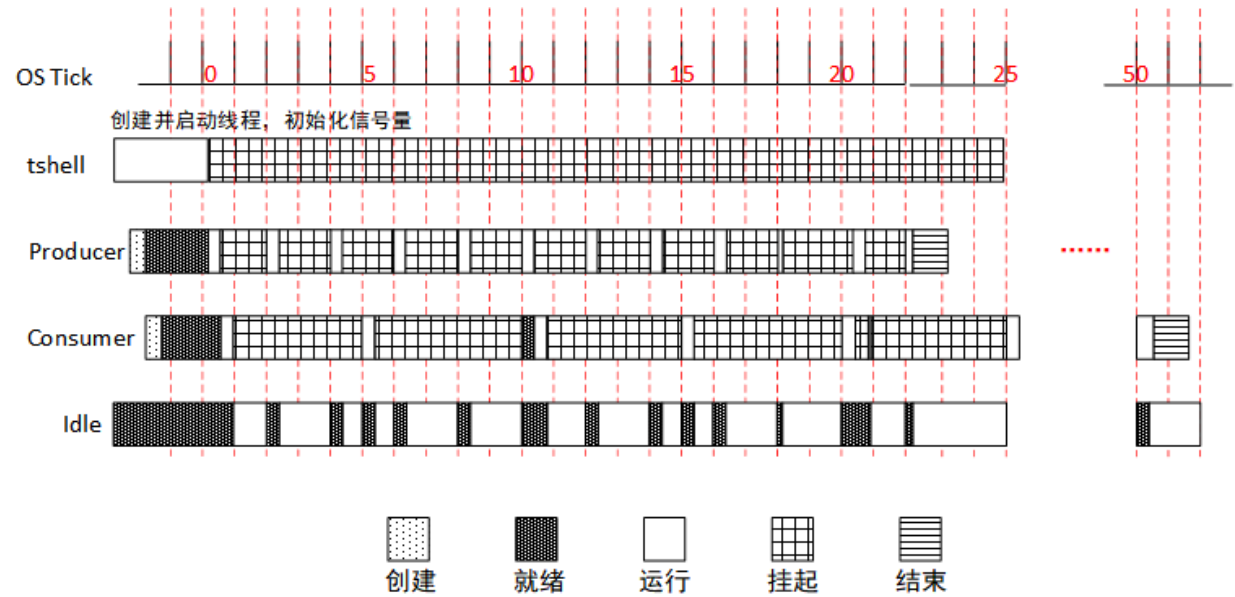 OS Tick 0 5 10 15 20 25 50
创建并启动线程，初始化信号量
tshell
Producer
······
Consumer
Idle
创建 就绪 运行 挂起 结束